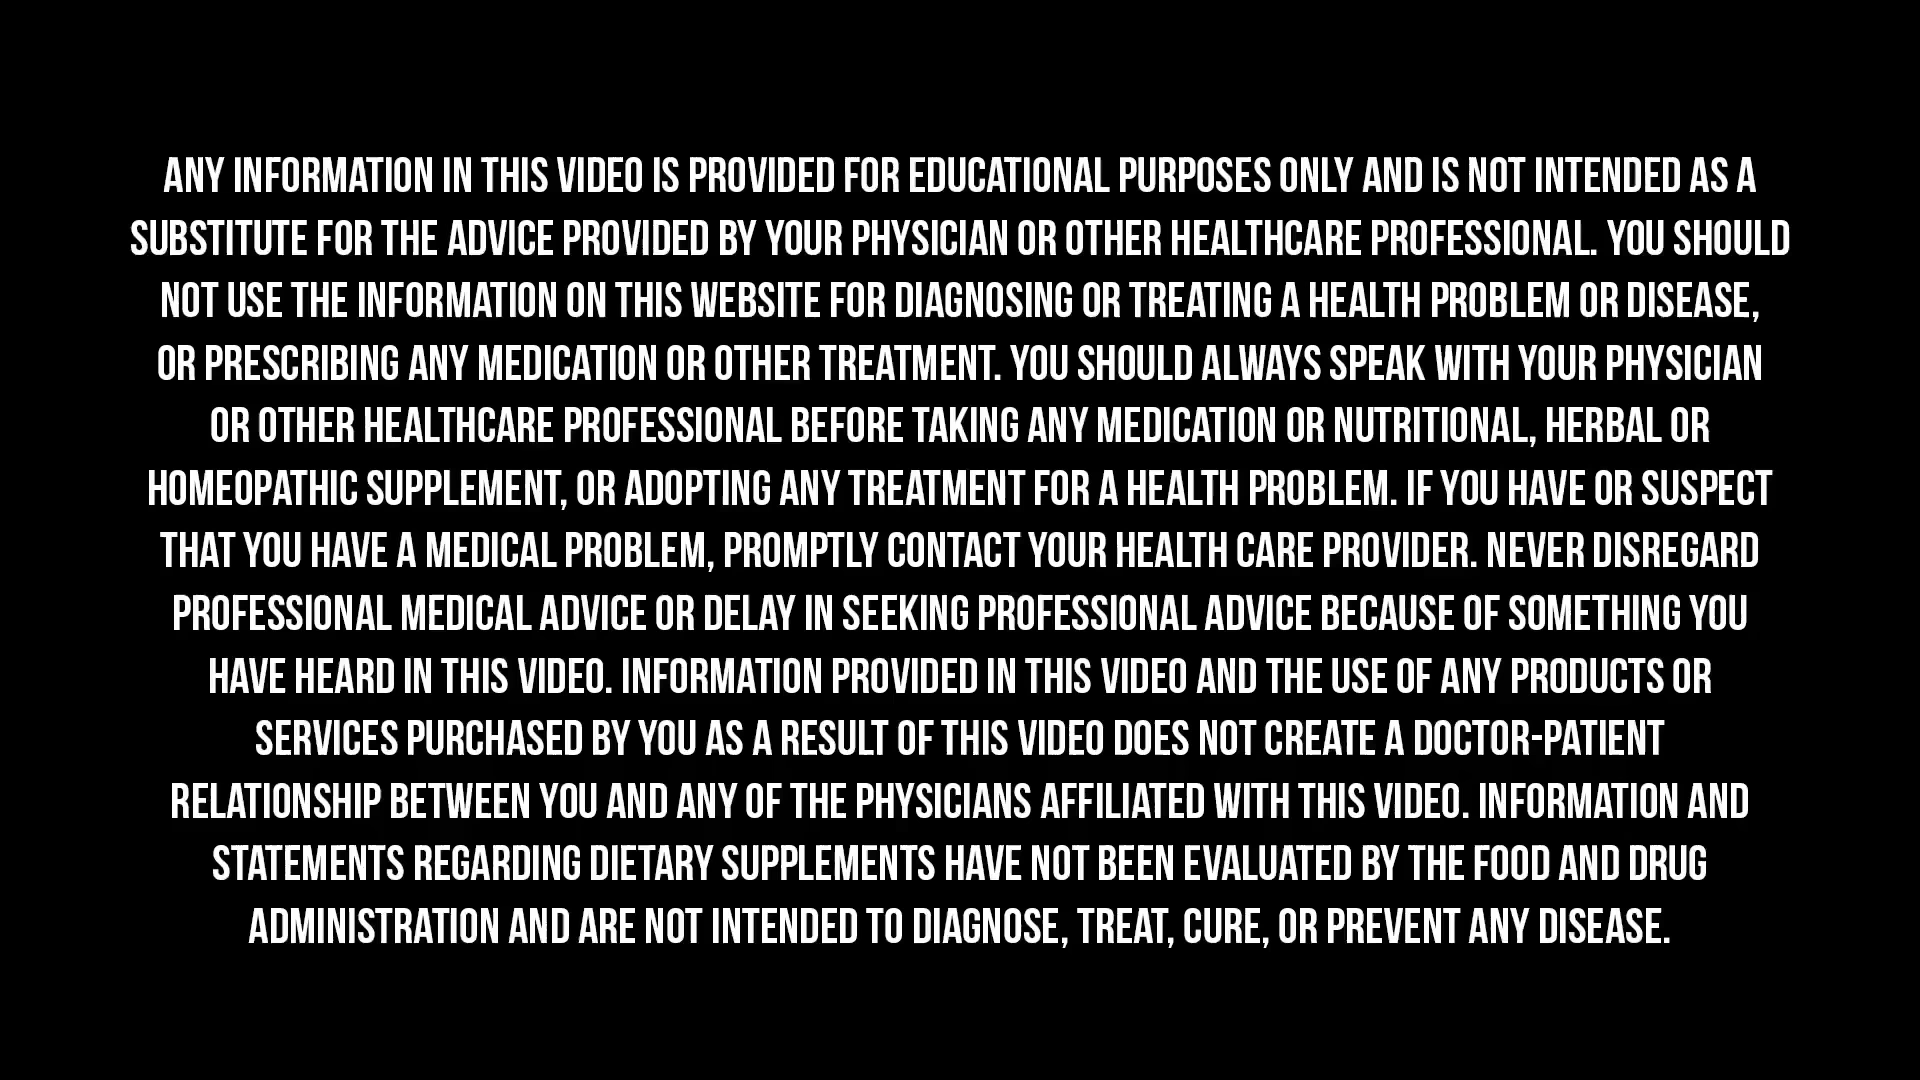 ANY INFORMATION IN THIS VIDEO IS PROVIDED FOR EDUCATIONAL PURPOSES ONLY AND IS NOT INTENDED AS A
SUBSTITUTE FOR THE ADVICE PROVIDED BY YOUR PHYSICIAN OR OTHER HEALTHCARE PROFESSIONAL. YOU SHOULD
NOT USE THE INFORMATION ON THIS WEBSITE FOR DIAGNOSING OR TREATING A HEALTH PROBLEM OR DISEASE,
OR PRESCRIBING ANY MEDICATION OR OTHER TREATMENT. YOU SHOULD ALWAYS SPEAK WITH YOUR PHYSICIAN
OR OTHER HEALTHCARE PROFESSIONAL BEFORE TAKING ANY MEDICATION OR NUTRITIONAL, HERBAL OR
HOMEOPATHIC SUPPLEMENT, OR ADOPTING ANY TREATMENT FOR A HEALTH PROBLEM. IF YOU HAVE OR SUSPECT
THAT YOU HAVE A MEDICAL PROBLEM, PROMPTLY CONTACT YOUR HEALTH CARE PROVIDER. NEVER DISREGARD
PROFESSIONAL MEDICAL ADVICE OR DELAY IN SEEKING PROFESSIONAL ADVICE BECAUSE OF SOMETHING YOU
HAVE HEARD IN THIS VIDEO. INFORMATION PROVIDED IN THIS VIDEO AND THE USE OF ANY PRODUCTS OR
SERVICES PURCHASED BY YOU AS A RESULT OF THIS VIDEO DOES NOT CREATE A DOCTOR-PATIENT
RELATIONSHIP BETWEEN YOU AND ANY OF THE PHYSICIANS AFFILIATED WITH THIS VIDEO. INFORMATION AND
STATEMENTS REGARDING DIETARY SUPPLEMENTS HAVE NOT BEEN EVALUATED BY THE FOOD AND DRUG
ADMINISTRATION AND ARE NOT INTENDED TO DIAGNOSE, TREAT, CURE, OR PREVENT ANY DISEASE.